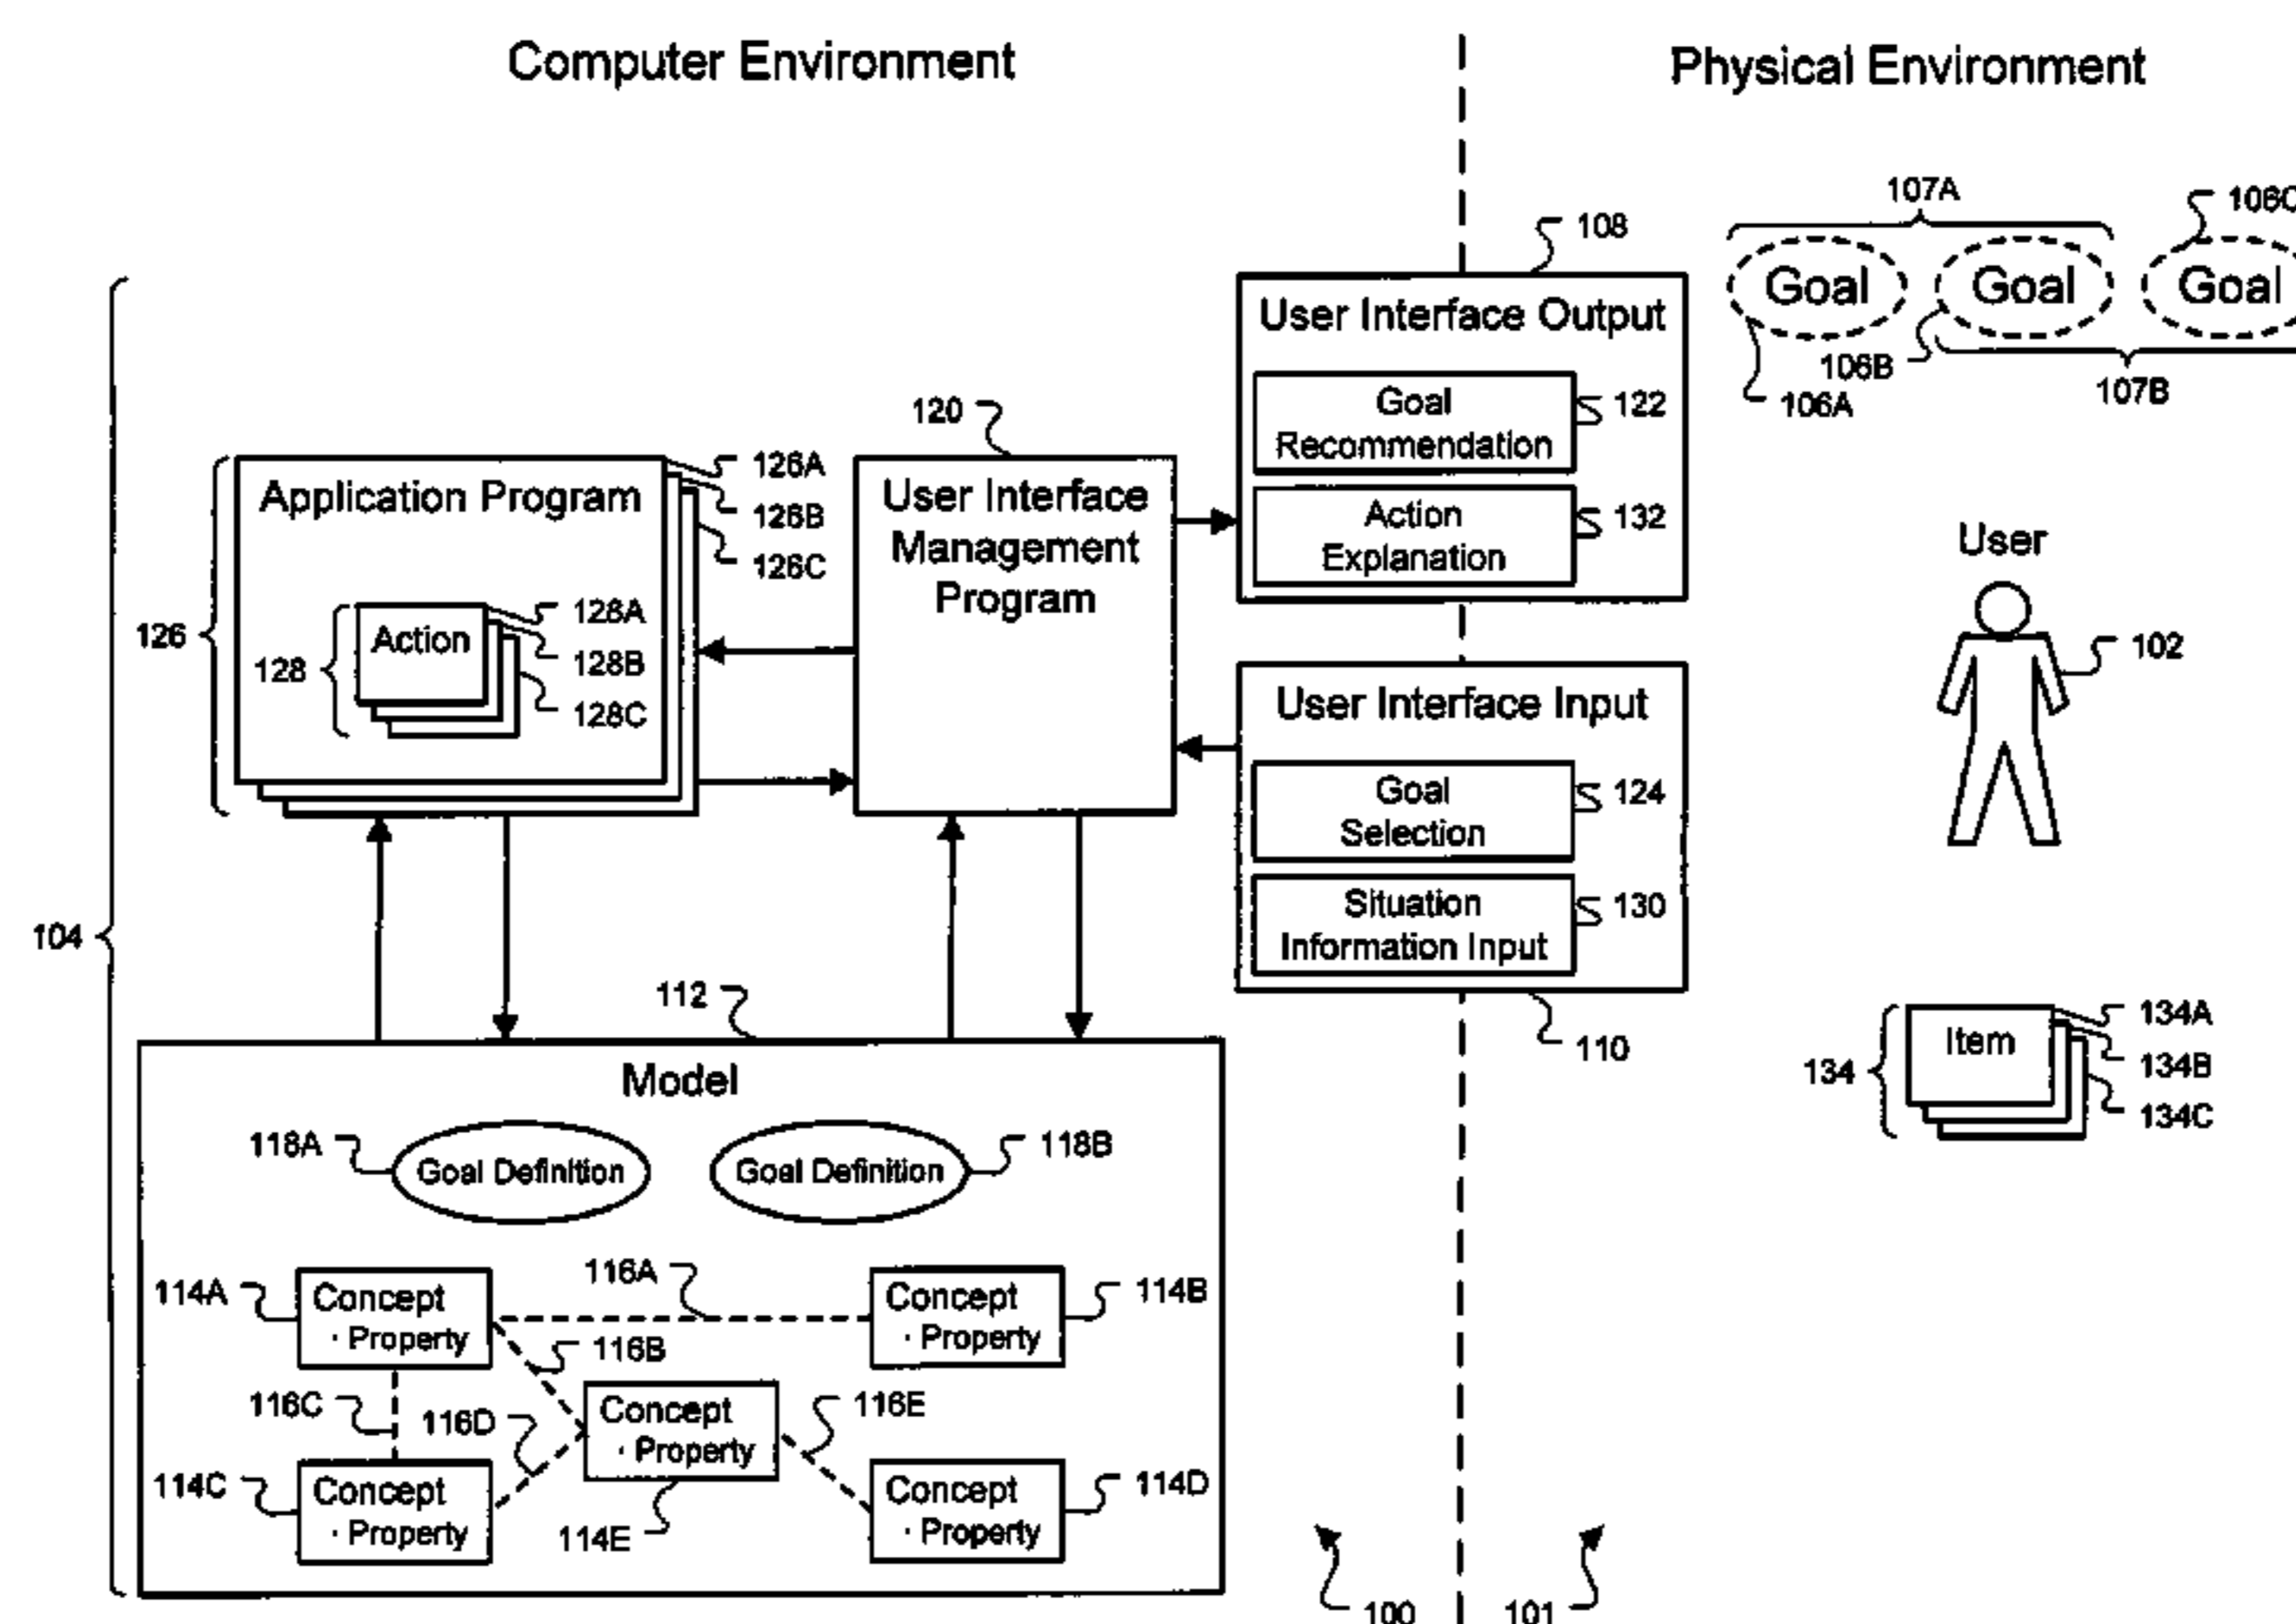 Computer Environment
Physical Environment
107A
106C
108
Goal
Goal
Goal
User Interface Output
106B
106A
107B
Goal
Recommendation
122
Action
Explanation
132
120
126A
126B
126C
Application Program
User Interface
Management
Program
User
126
128
Action
128A
128B
128C
102
User Interface Input
Goal
Selection
124
Situation
Information Input
130
104
112
110
134
Item
134A
134B
134C
Model
118A
Goal Definition
Goal Definition
118B
114A
Concept
· Property
116A
Concept
· Property
114B
116B
116C
116D
Concept
· Property
116E
114C
Concept
· Property
114E
Concept
· Property
114D
100
101